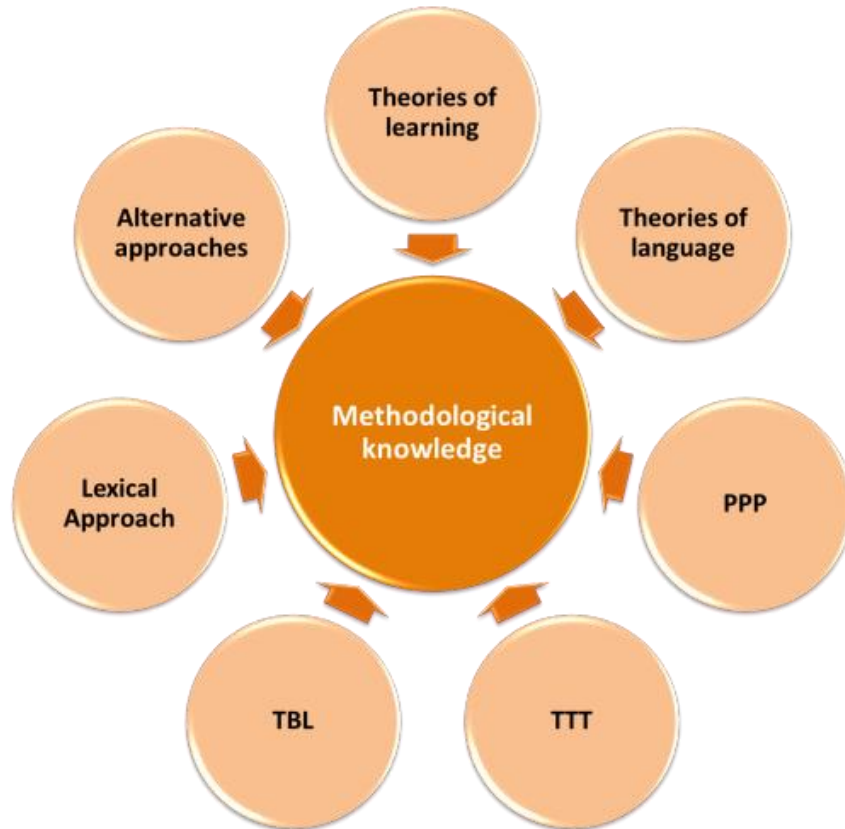 Theories of
learning
Theories of
language
PPP
TTT
TBL
Lexical
Approach
Alternative
approaches
Methodological
knowledge